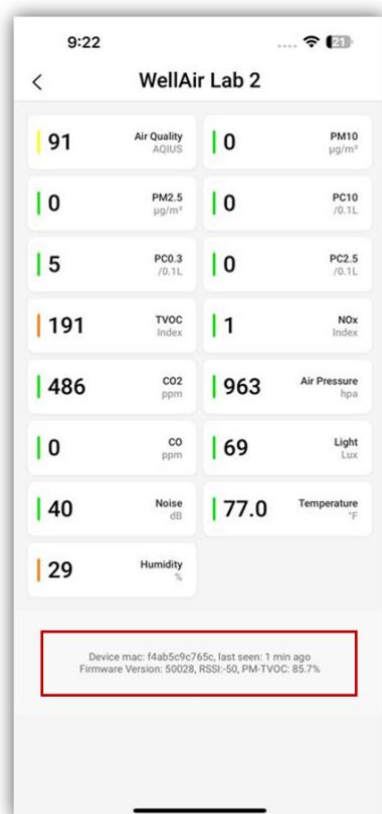 9:22
21
WellAir Lab 2
91 Air Quality AQIUS
0 PM10 µg/m³
0 PM2.5 µg/m³
0 PC10 /0.1L
5 PC0.3 /0.1L
0 PC2.5 /0.1L
191 TVOC Index
1 NOx Index
486 CO2 ppm
963 Air Pressure hpa
0 CO ppm
69 Light Lux
40 Noise dB
77.0 Temperature °F
29 Humidity %
Device mac: f4ab5c9c765c, last seen: 1 min ago
Firmware Version: 50028, RSSI:-50, PM-TVOC: 85.7%